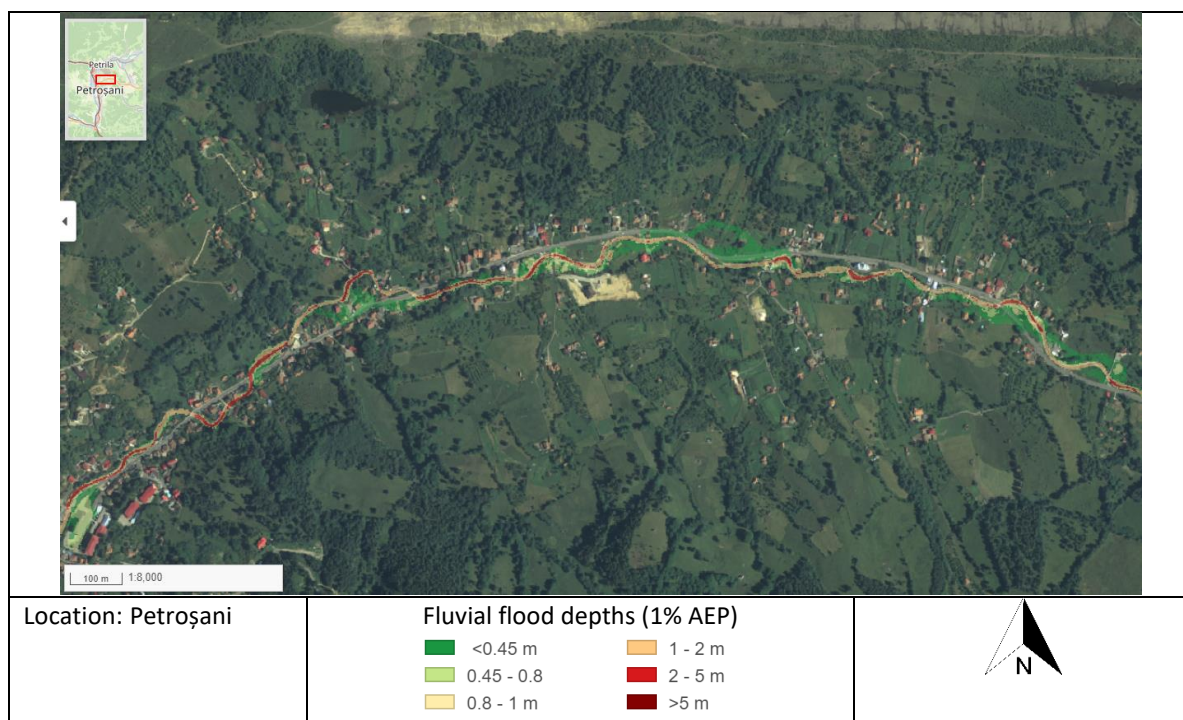 Petrila
Petroșani
100 m 1:8,000
Location: Petroșani
Fluvial flood depths (1% AEP)
<0.45 m
1 - 2 m
0.45 - 0.8
2 - 5 m
0.8 - 1 m
>5 m
N